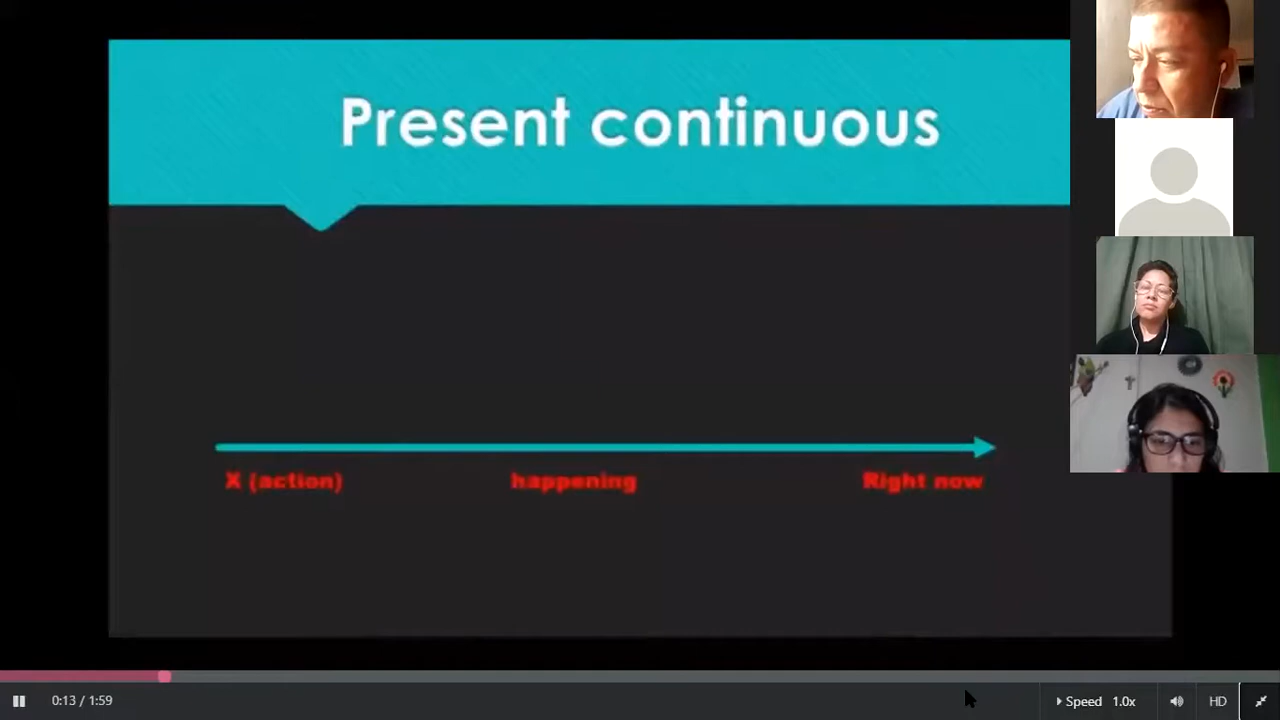 Present continuous
X (action) happening Right now
0:13 / 1:59 Speed 1.0x HD